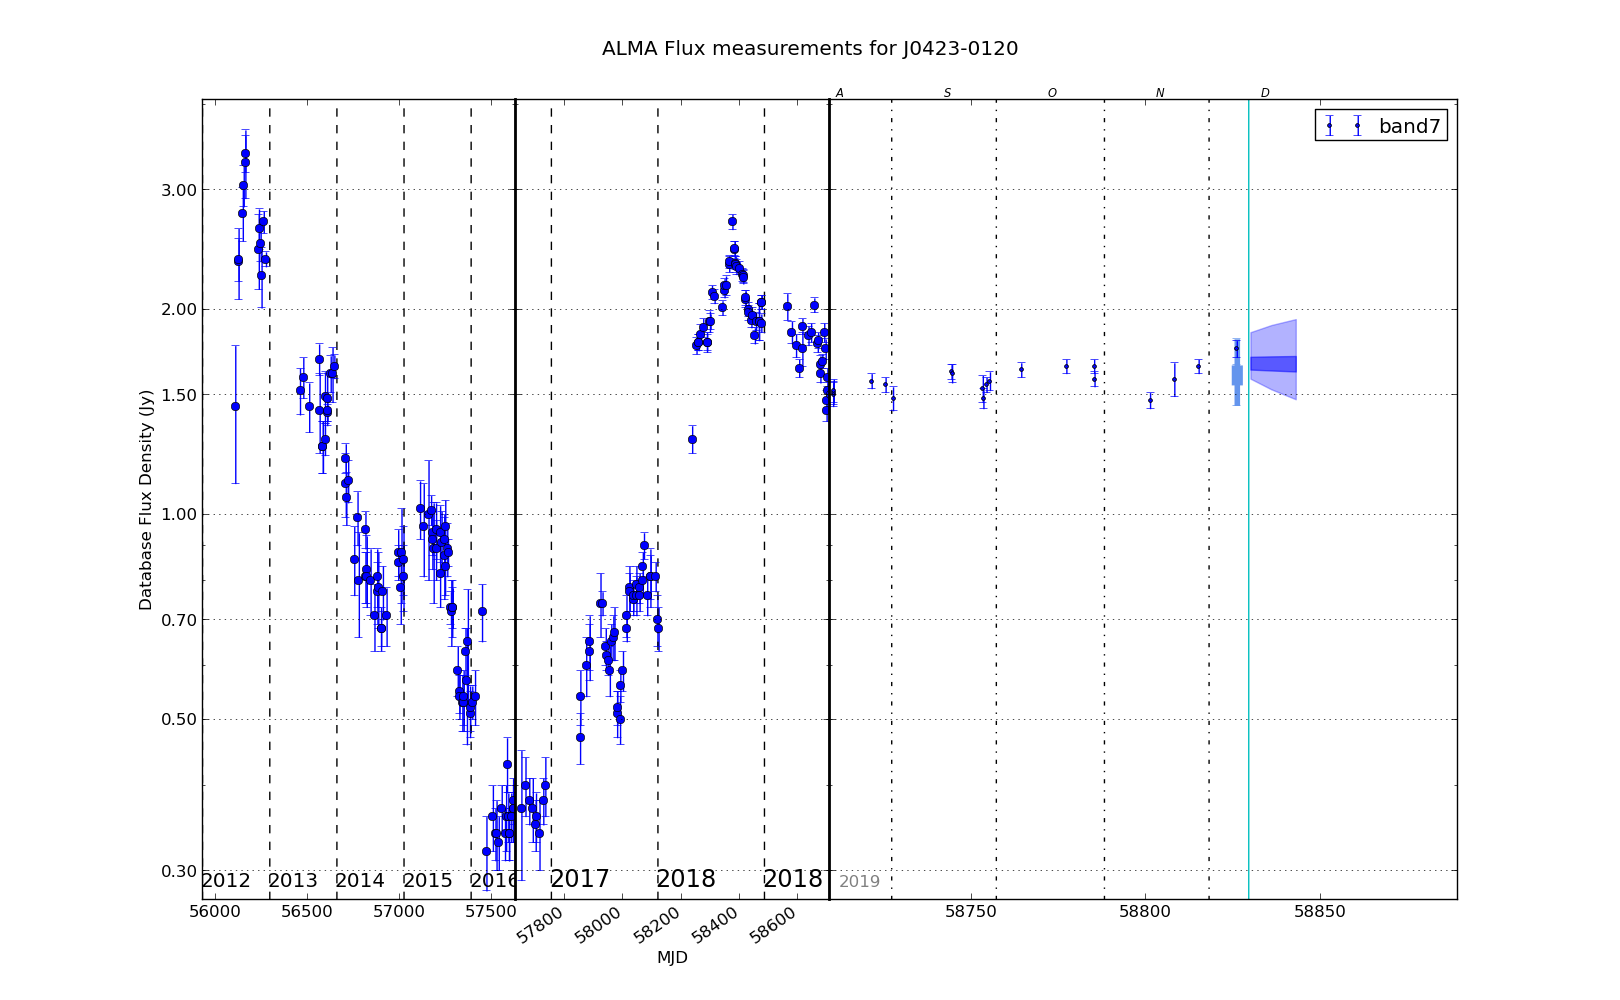 ALMA Flux measurements for J0423-0120
A S O N D
band7
3.00
2.00
1.50
1.00
0.70
0.50
0.30
Database Flux Density (Jy)
2012 2013 2014 2015 2016 2017 2018 2018 2019
56000 56500 57000 57500 57800 58000 58200 58400 58600 58750 58800 58850
MJD